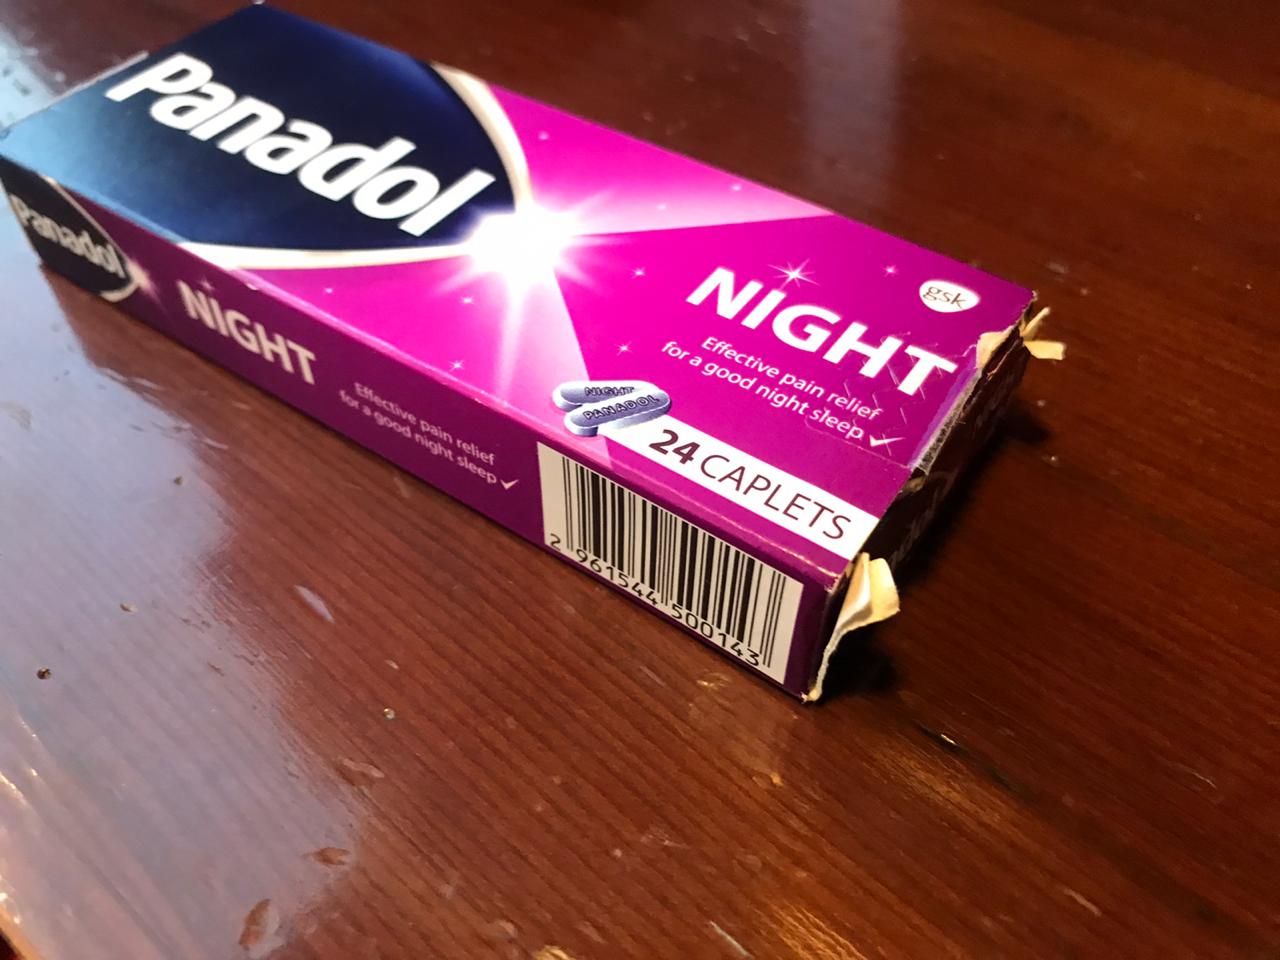 Panadol
gsk
NIGHT
Effective pain relief
for a good night sleep
NIGHT
PANADOL
24 CAPLETS
Panadol
NIGHT
Effective pain relief
for a good night sleep
2 961544 500143